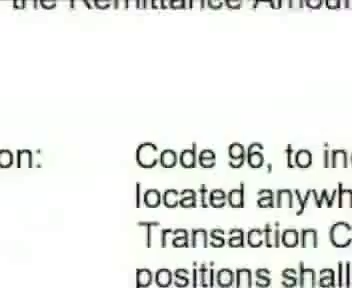 the Remittance Amou
on: Code 96, to in
located anywh
Transaction C
positions shall